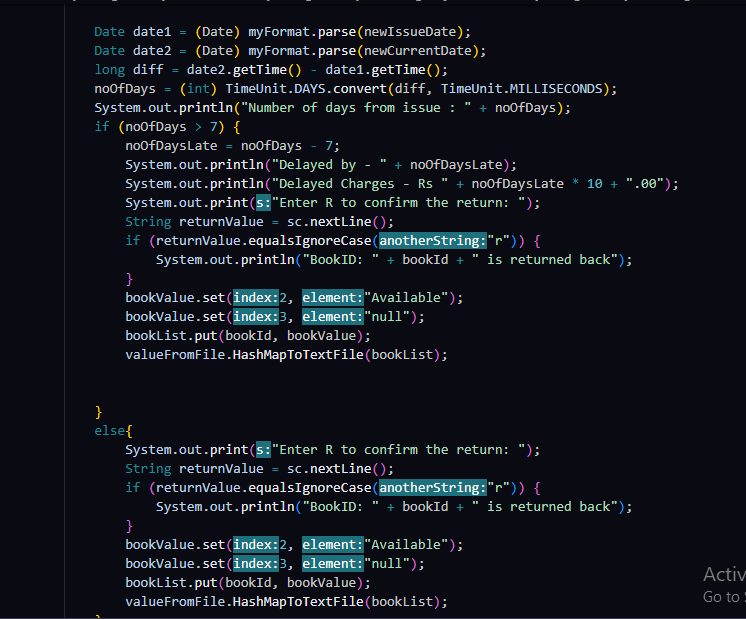 Date date1 = (Date) myFormat.parse(newIssueDate);
Date date2 = (Date) myFormat.parse(newCurrentDate);
long diff = date2.getTime() - date1.getTime();
noOfDays = (int) TimeUnit.DAYS.convert(diff, TimeUnit.MILLISECONDS);
System.out.println("Number of days from issue : " + noOfDays);
if (noOfDays > 7) {
noOfDaysLate = noOfDays - 7;
System.out.println("Delayed by - " + noOfDaysLate);
System.out.println("Delayed Charges - Rs " + noOfDaysLate * 10 + ".00");
System.out.print(s:"Enter R to confirm the return: ");
String returnValue = sc.nextLine();
if (returnValue.equalsIgnoreCase(anotherString:"r")) {
System.out.println("BookID: " + bookId + " is returned back");
}
bookValue.set(index:2, element:"Available");
bookValue.set(index:3, element:"null");
bookList.put(bookId, bookValue);
valueFromFile.HashMapToTextFile(bookList);
}
else{
System.out.print(s:"Enter R to confirm the return: ");
String returnValue = sc.nextLine();
if (returnValue.equalsIgnoreCase(anotherString:"r")) {
System.out.println("BookID: " + bookId + " is returned back");
}
bookValue.set(index:2, element:"Available");
bookValue.set(index:3, element:"null");
bookList.put(bookId, bookValue);
valueFromFile.HashMapToTextFile(bookList);
Activ
Go to S